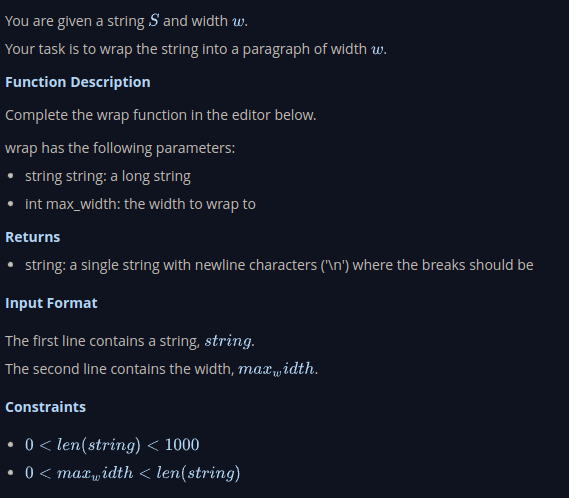 You are given a string S and width w.
Your task is to wrap the string into a paragraph of width w.
Function Description
Complete the wrap function in the editor below.
wrap has the following parameters:
• string string: a long string
• int max_width: the width to wrap to
Returns
• string: a single string with newline characters ('\n') where the breaks should be
Input Format
The first line contains a string, string.
The second line contains the width, max_width.
Constraints
• 0 < len(string) < 1000
• 0 < max_width < len(string)